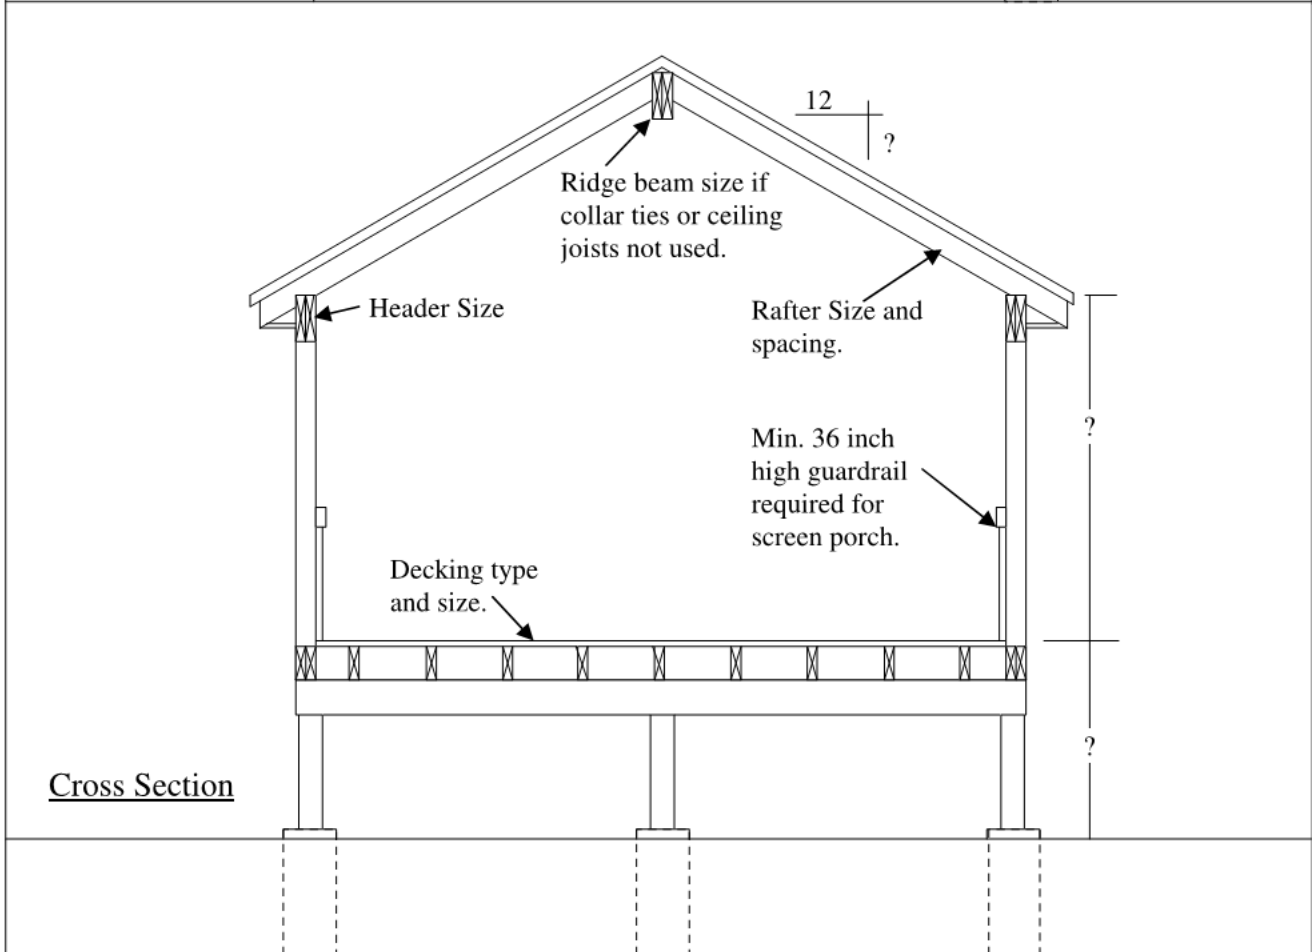 12
?
Ridge beam size if
collar ties or ceiling
joists not used.
Header Size
Rafter Size and
spacing.
?
Min. 36 inch
high guardrail
required for
screen porch.
Decking type
and size.
?
Cross Section